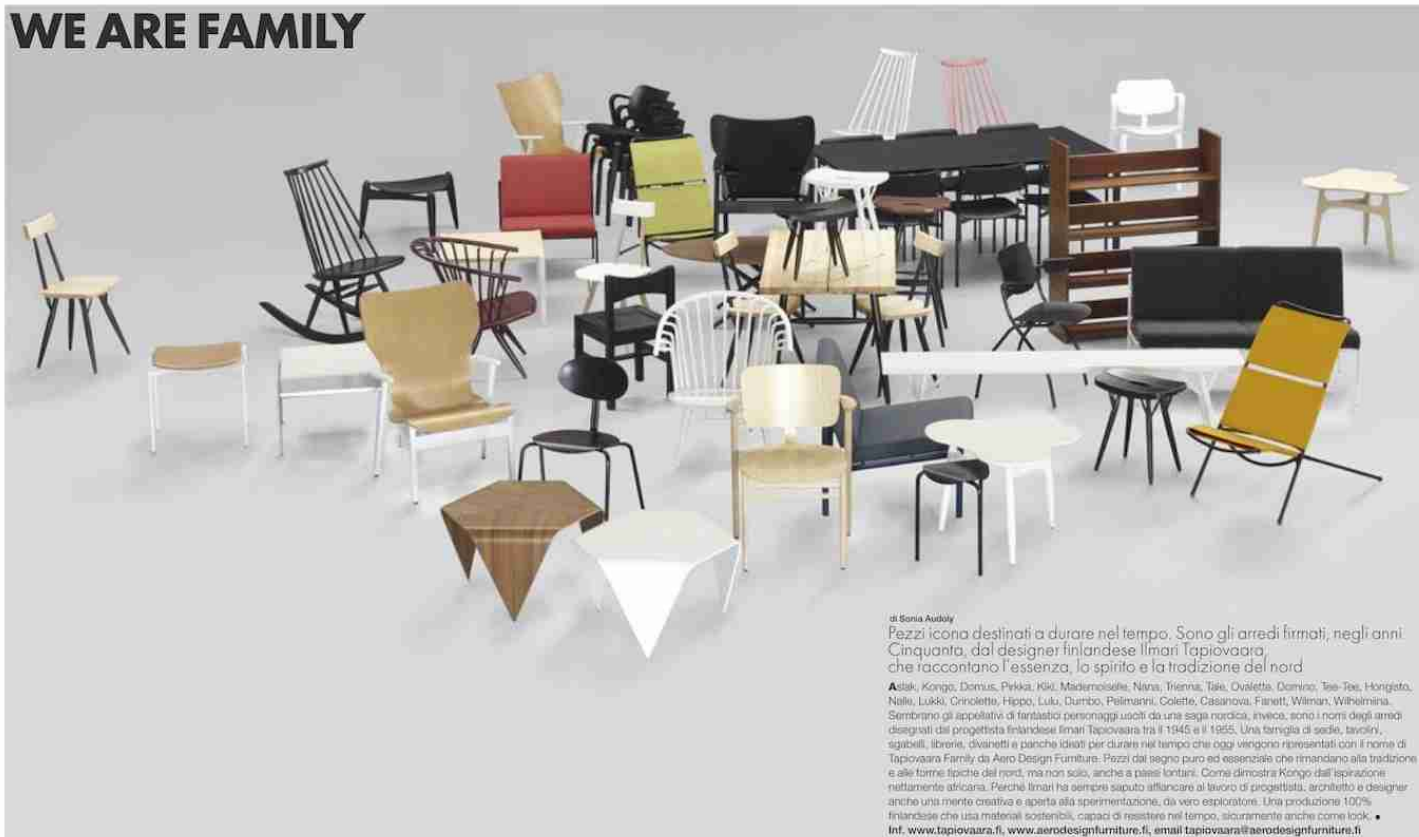 WE ARE FAMILY
di Sonia Audoly
Pezzi icona destinati a durare nel tempo. Sono gli arredi firmati, negli anni
Cinquanta, dal designer finlandese Ilmari Tapiovaara,
che raccontano l'essenza, lo spirito e la tradizione del nord
Aslak, Kongo, Domus, Pirkka, Kiki, Mademoiselle, Nana, Trienna, Tale, Ovalette, Domino, Tee-Tee, Hongisto,
Nalle, Lukki, Crinolette, Hippo, Lulu, Dumbo, Pelimanni, Colette, Casanova, Fanett, Wilman, Wilhelmiina.
Sembrano gli appellativi di fantastici personaggi usciti da una saga nordica, invece, sono i nomi degli arredi
disegnati dal progettista finlandese Ilmari Tapiovaara tra il 1945 e il 1955. Una famiglia di sedie, tavolini,
sgabelli, librerie, divanetti e panche ideati per durare nel tempo che oggi vengono ripresentati con il nome di
Tapiovaara Family da Aero Design Furniture. Pezzi dal segno puro ed essenziale che rimandano alla tradizione
e alle forme tipiche del nord, ma non solo, anche a paesi lontani. Come dimostra Kongo dall'ispirazione
nettamente africana. Perché Ilmari ha sempre saputo affiancare al lavoro di progettista, architetto e designer
anche una mente creativa e aperta alla sperimentazione, da vero esploratore. Una produzione 100%
finlandese che usa materiali sostenibili, capaci di resistere nel tempo, sicuramente anche come look. •
Inf. www.tapiovaara.fi, www.aerodesignfurniture.fi, email tapiovaara@aerodesignfurniture.fi